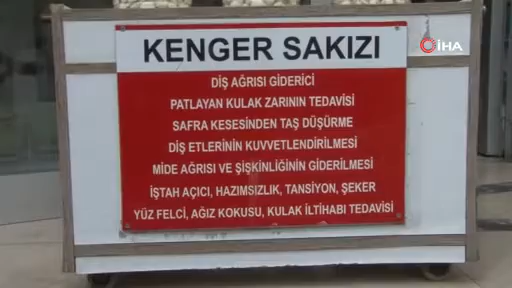 İHA
KENGER SAKIZI
DİŞ AĞRISI GİDERİCİ
PATLAYAN KULAK ZARININ TEDAVİSİ
SAFRA KESESİNDEN TAŞ DÜŞÜRME
DİŞ ETLERİNİN KUVVETLENDİRİLMESİ
MİDE AĞRISI VE ŞİŞKİNLİĞİNİN GİDERİLMESİ
İŞTAH AÇICI, HAZIMSIZLIK, TANSİYON, ŞEKER
YÜZ FELCİ, AĞIZ KOKUSU, KULAK İLTİHABI TEDAVİSİ